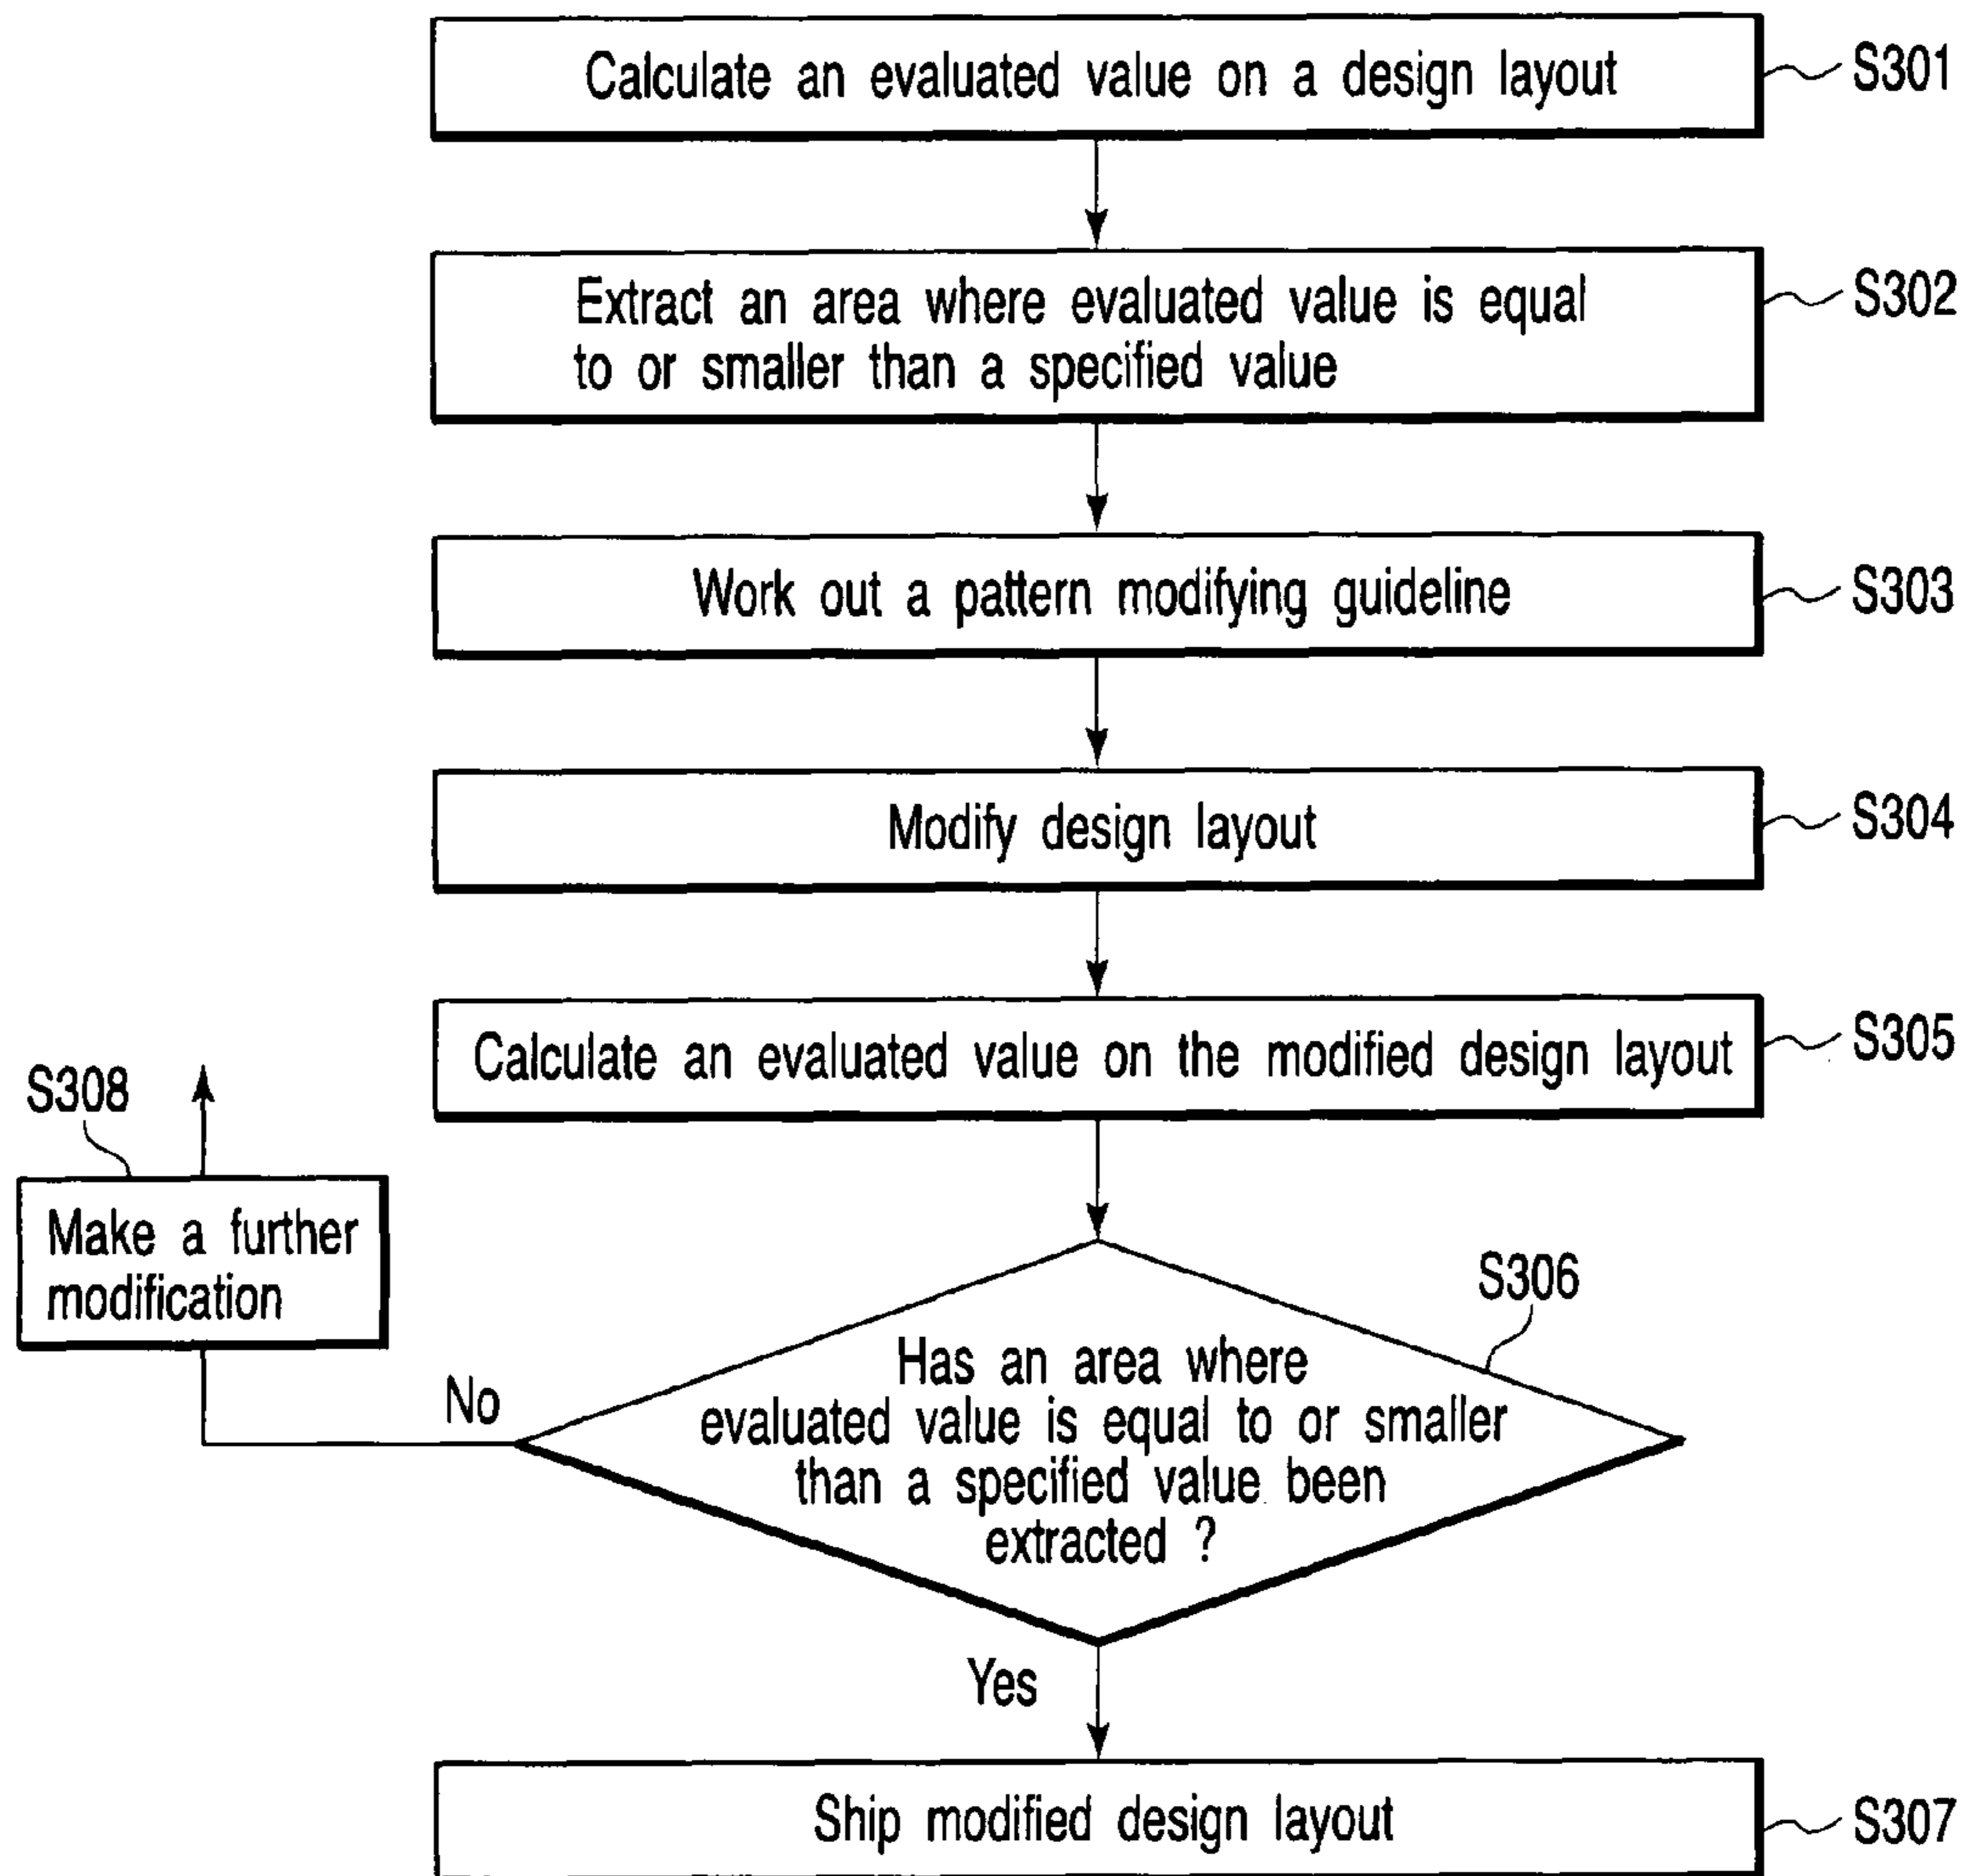 Calculate an evaluated value on a design layout
S301
Extract an area where evaluated value is equal
to or smaller than a specified value
S302
Work out a pattern modifying guideline
S303
Modify design layout
S304
Calculate an evaluated value on the modified design layout
S305
S308
Make a further
modification
S306
Has an area where
evaluated value is equal to or smaller
than a specified value been
extracted ?
No
Yes
Ship modified design layout
S307